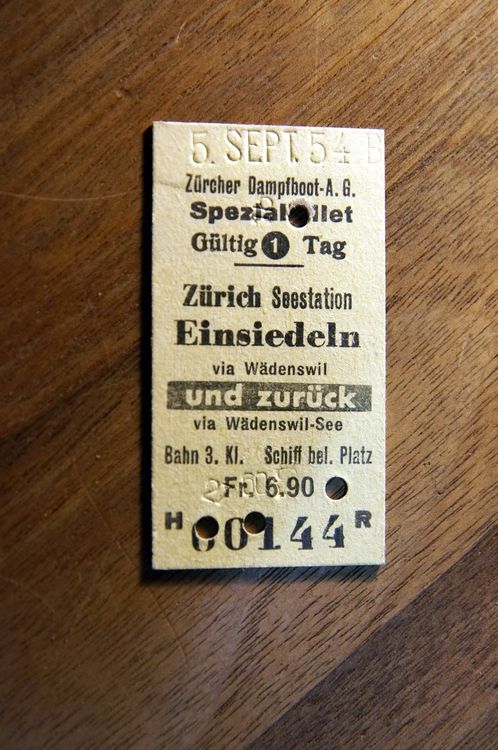 5. SEPT. 54 B
Zürcher Dampfboot-A.G.
Spezialbillet
Gültig 1 Tag
Zürich Seestation
Einsiedeln
via Wädenswil
und zurück
via Wädenswil-See
Bahn 3. Kl. Schiff bel. Platz
Fr. 6.90
H 00144 R